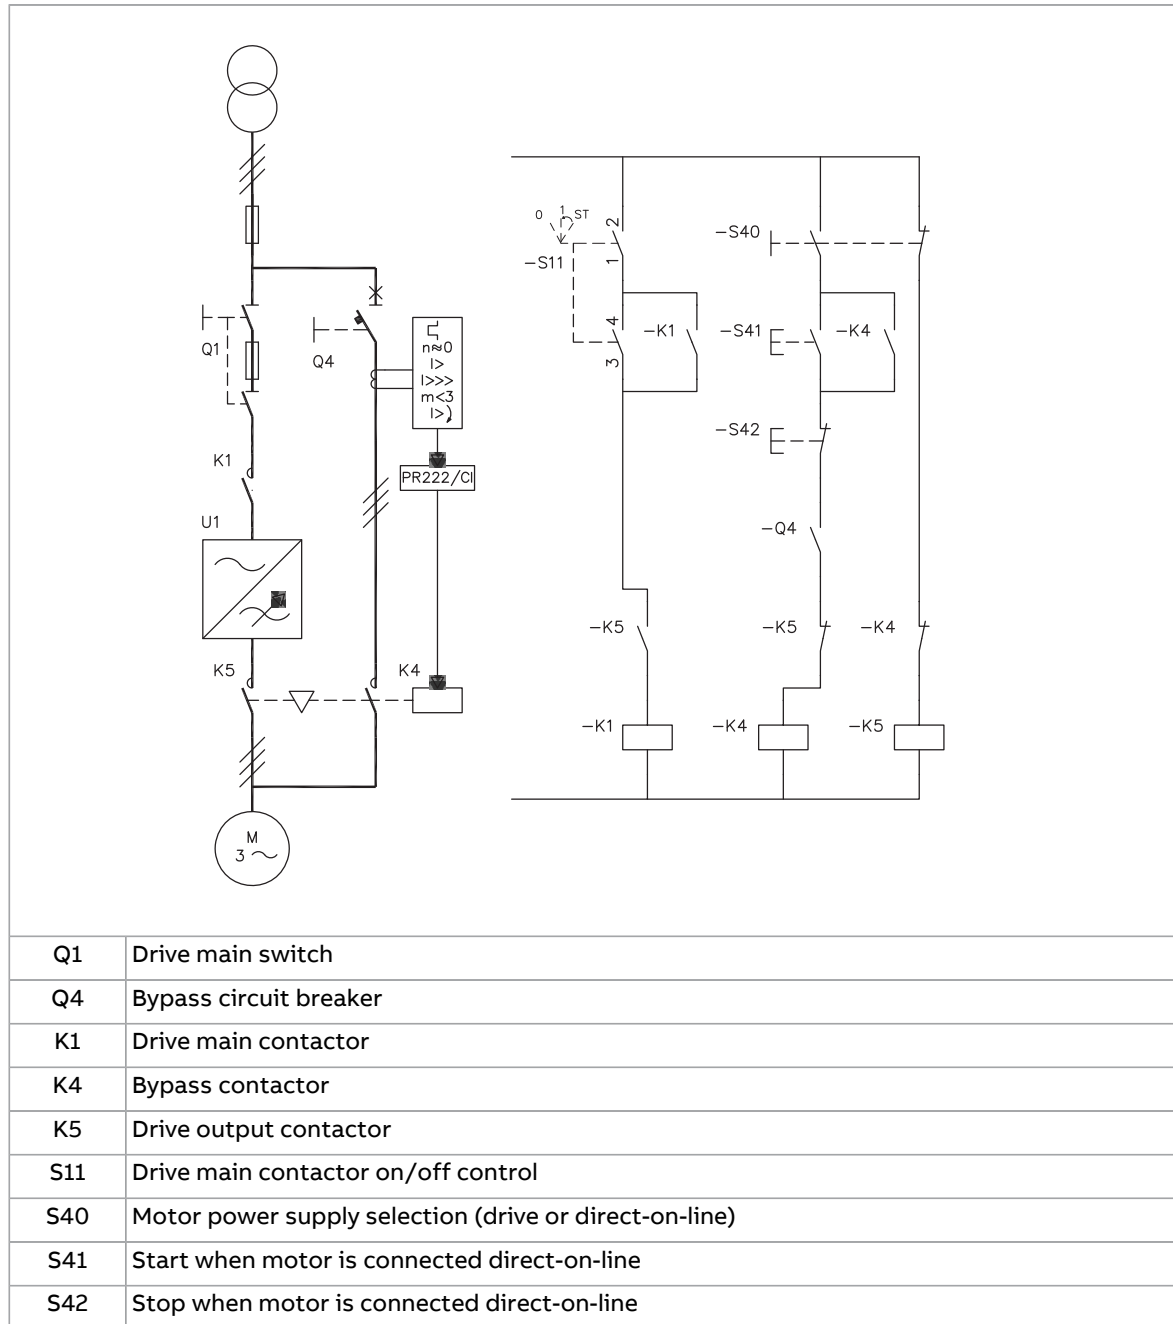 0 1 ST
2
-S11
1
4
-K1
3
-S40
-S41
-K4
-S42
-Q4
-K5
-K5
-K4
-K1
-K4
-K5
Q1
Q4
n≈0
I>
I>>>
m<3
I>
K1
PR222/CI
U1
K5
K4
M
3 ~
Q1 Drive main switch
Q4 Bypass circuit breaker
K1 Drive main contactor
K4 Bypass contactor
K5 Drive output contactor
S11 Drive main contactor on/off control
S40 Motor power supply selection (drive or direct-on-line)
S41 Start when motor is connected direct-on-line
S42 Stop when motor is connected direct-on-line